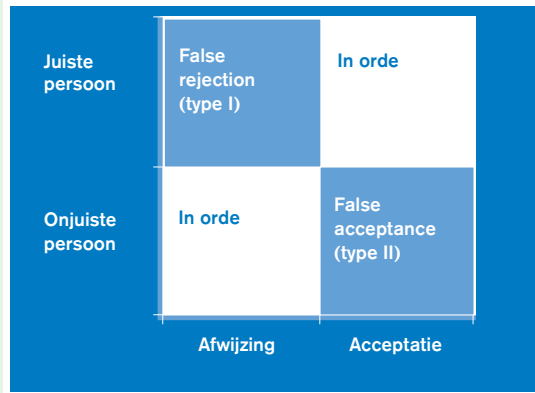 Juiste
persoon
False
rejection
(type I)
In orde
Onjuiste
persoon
In orde
False
acceptance
(type II)
Afwijzing
Acceptatie